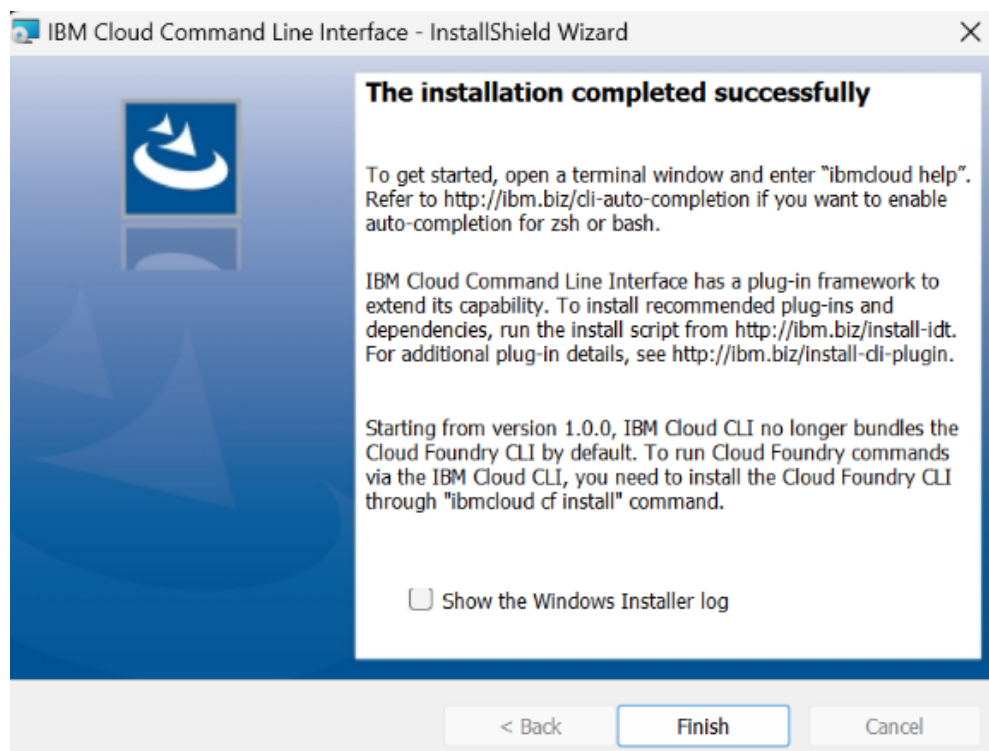 IBM Cloud Command Line Interface - InstallShield Wizard
The installation completed successfully
To get started, open a terminal window and enter "ibmcloud help".
Refer to http://ibm.biz/cli-auto-completion if you want to enable
auto-completion for zsh or bash.
IBM Cloud Command Line Interface has a plug-in framework to
extend its capability. To install recommended plug-ins and
dependencies, run the install script from http://ibm.biz/install-idt.
For additional plug-in details, see http://ibm.biz/install-cli-plugin.
Starting from version 1.0.0, IBM Cloud CLI no longer bundles the
Cloud Foundry CLI by default. To run Cloud Foundry commands
via the IBM Cloud CLI, you need to install the Cloud Foundry CLI
through "ibmcloud cf install" command.
Show the Windows Installer log
< Back Finish Cancel